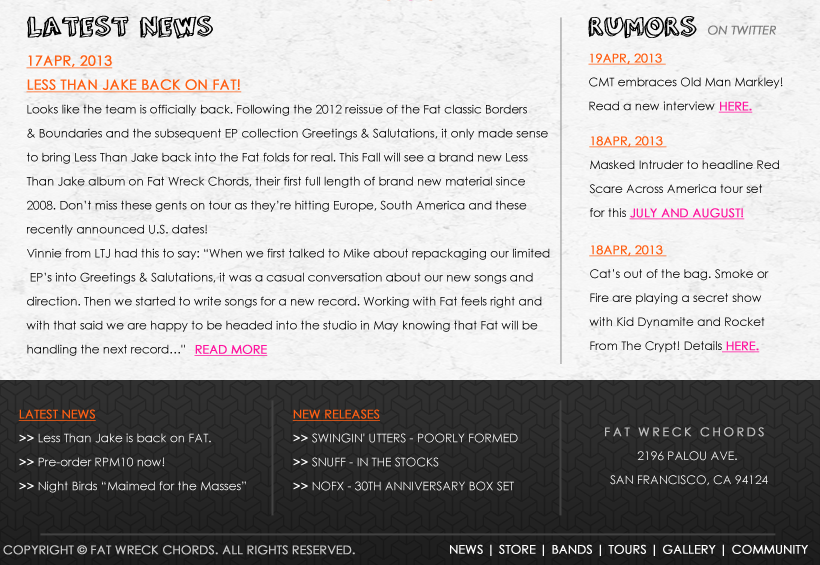 LATEST NEWS
17APR, 2013
LESS THAN JAKE BACK ON FAT!
Looks like the team is officially back. Following the 2012 reissue of the Fat classic Borders
& Boundaries and the subsequent EP collection Greetings & Salutations, it only made sense
to bring Less Than Jake back into the Fat folds for real. This Fall will see a brand new Less
Than Jake album on Fat Wreck Chords, their first full length of brand new material since
2008. Don't miss these gents on tour as they're hitting Europe, South America and these
recently announced U.S. dates!
Vinnie from LTJ had this to say: "When we first talked to Mike about repackaging our limited
EP's into Greetings & Salutations, it was a casual conversation about our new songs and
direction. Then we started to write songs for a new record. Working with Fat feels right and
with that said we are happy to be headed into the studio in May knowing that Fat will be
handling the next record..." READ MORE
RUMORS ON TWITTER
19APR, 2013
CMT embraces Old Man Markley!
Read a new interview HERE.
18APR, 2013
Masked Intruder to headline Red
Scare Across America tour set
for this JULY AND AUGUST!
18APR, 2013
Cat's out of the bag. Smoke or
Fire are playing a secret show
with Kid Dynamite and Rocket
From The Crypt! Details HERE.
LATEST NEWS
>> Less Than Jake is back on FAT.
>> Pre-order RPM10 now!
>> Night Birds "Maimed for the Masses"
NEW RELEASES
>> SWINGIN' UTTERS - POORLY FORMED
>> SNUFF - IN THE STOCKS
>> NOFX - 30TH ANNIVERSARY BOX SET
FAT WRECK CHORDS
2196 PALOU AVE.
SAN FRANCISCO, CA 94124
COPYRIGHT © FAT WRECK CHORDS. ALL RIGHTS RESERVED.
NEWS | STORE | BANDS | TOURS | GALLERY | COMMUNITY